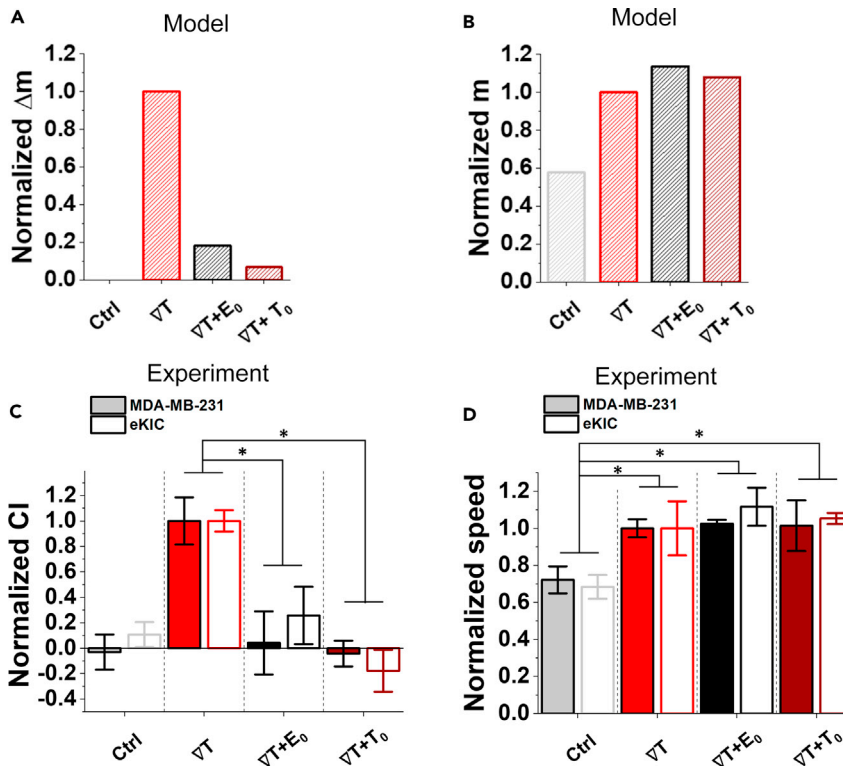 A
Model
Normalized Δm
1.2
1.0
0.8
0.6
0.4
0.2
0.0
Ctrl
∇T
∇T+E₀
∇T+ T₀
B
Model
Normalized m
1.2
1.0
0.8
0.6
0.4
0.2
0.0
Ctrl
∇T
∇T+E₀
∇T+ T₀
C
Experiment
MDA-MB-231
eKIC
*
*
Normalized CI
1.2
1.0
0.8
0.6
0.4
0.2
0.0
-0.2
-0.4
Ctrl
∇T
∇T+E₀
∇T+T₀
D
Experiment
MDA-MB-231
eKIC
*
*
*
Normalized speed
1.2
1.0
0.8
0.6
0.4
0.2
0.0
Ctrl
∇T
∇T+E₀
∇T+T₀